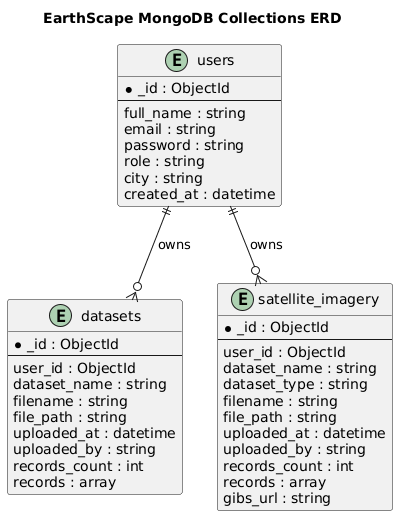 EarthScape MongoDB Collections ERD
E users
* _id : ObjectId
full_name : string
email : string
password : string
role : string
city : string
created_at : datetime
owns
owns
E datasets
* _id : ObjectId
user_id : ObjectId
dataset_name : string
filename : string
file_path : string
uploaded_at : datetime
uploaded_by : string
records_count : int
records : array
E satellite_imagery
* _id : ObjectId
user_id : ObjectId
dataset_name : string
dataset_type : string
filename : string
file_path : string
uploaded_at : datetime
uploaded_by : string
records_count : int
records : array
gibs_url : string